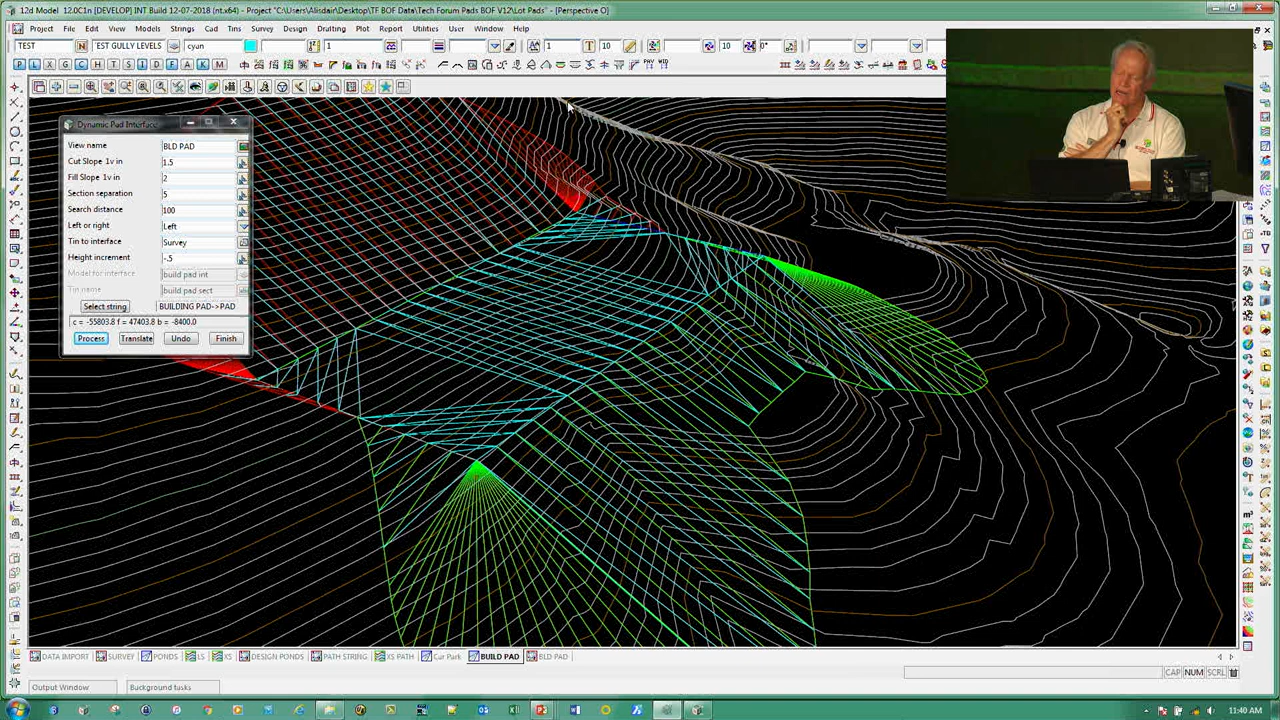 12d Model 12.0C1n [DEVELOP] INT Build 12-07-2018 (nt.x64) - Project "C:\Users\Alisdair\Desktop\TF BOF Data\Tech Forum Pads BOF V12\Lot Pads" - [Perspective O]
Project File Edit View Models Strings Cad Tins Survey Design Drafting Plot Report Utilities User Window Help
TEST TEST GULLY LEVELS cyan 1 1 10 10 0°
P L G C T S I D F A K M
Dynamic Pad Interface
View name BLD PAD
Cut Slope 1v in 1.5
Fill Slope 1v in 2
Section separation 5
Search distance 100
Left or right Left
Tin to interface Survey
Height increment -.5
Model for interface build pad int
Tin name build pad sect
Select string BUILDING PAD->PAD
c = -55803.8 f = 47403.8 b = -8400.0
Process Translate Undo Finish
DATA IMPORT SURVEY PONDS LS XS DESIGN PONDS PATH STRING XS PATH Car Park BUILD PAD BLD PAD
CAP NUM SCRL
Output Window Background tasks
11:40 AM